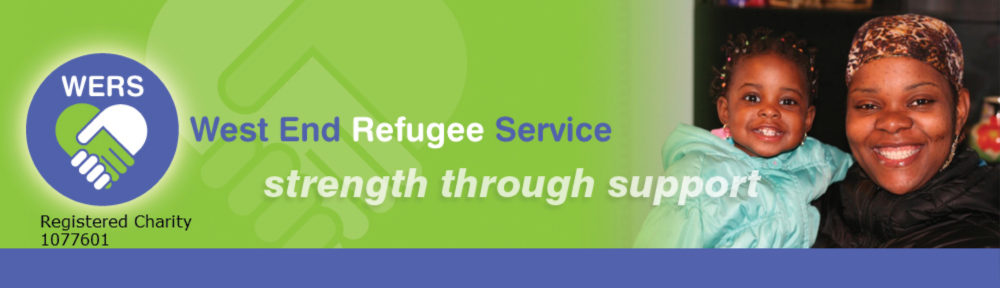 WERS
West End Refugee Service
strength through support
Registered Charity
1077601